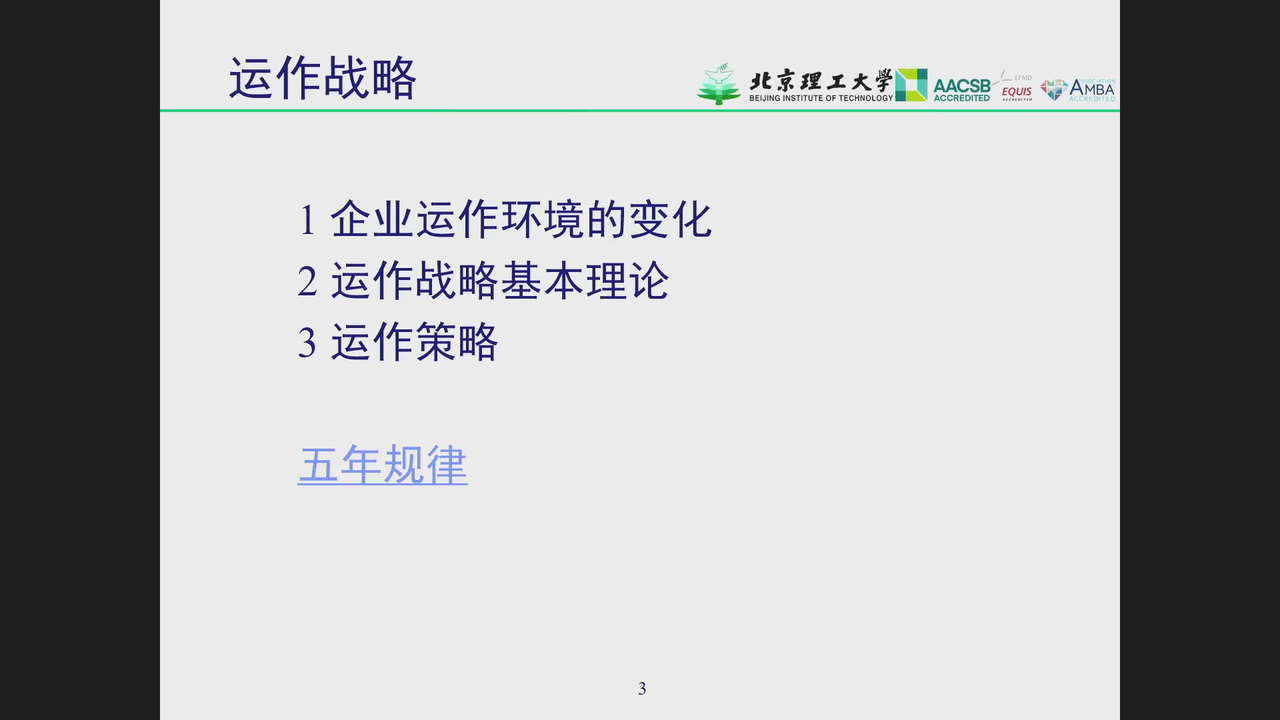 运作战略
北京理工大学
BEIJING INSTITUTE OF TECHNOLOGY
AACSB
ACCREDITED
EFMD
EQUIS
ACCREDITED
ASSOCIATION
AMBA
ACCREDITED
1 企业运作环境的变化
2 运作战略基本理论
3 运作策略
五年规律
3